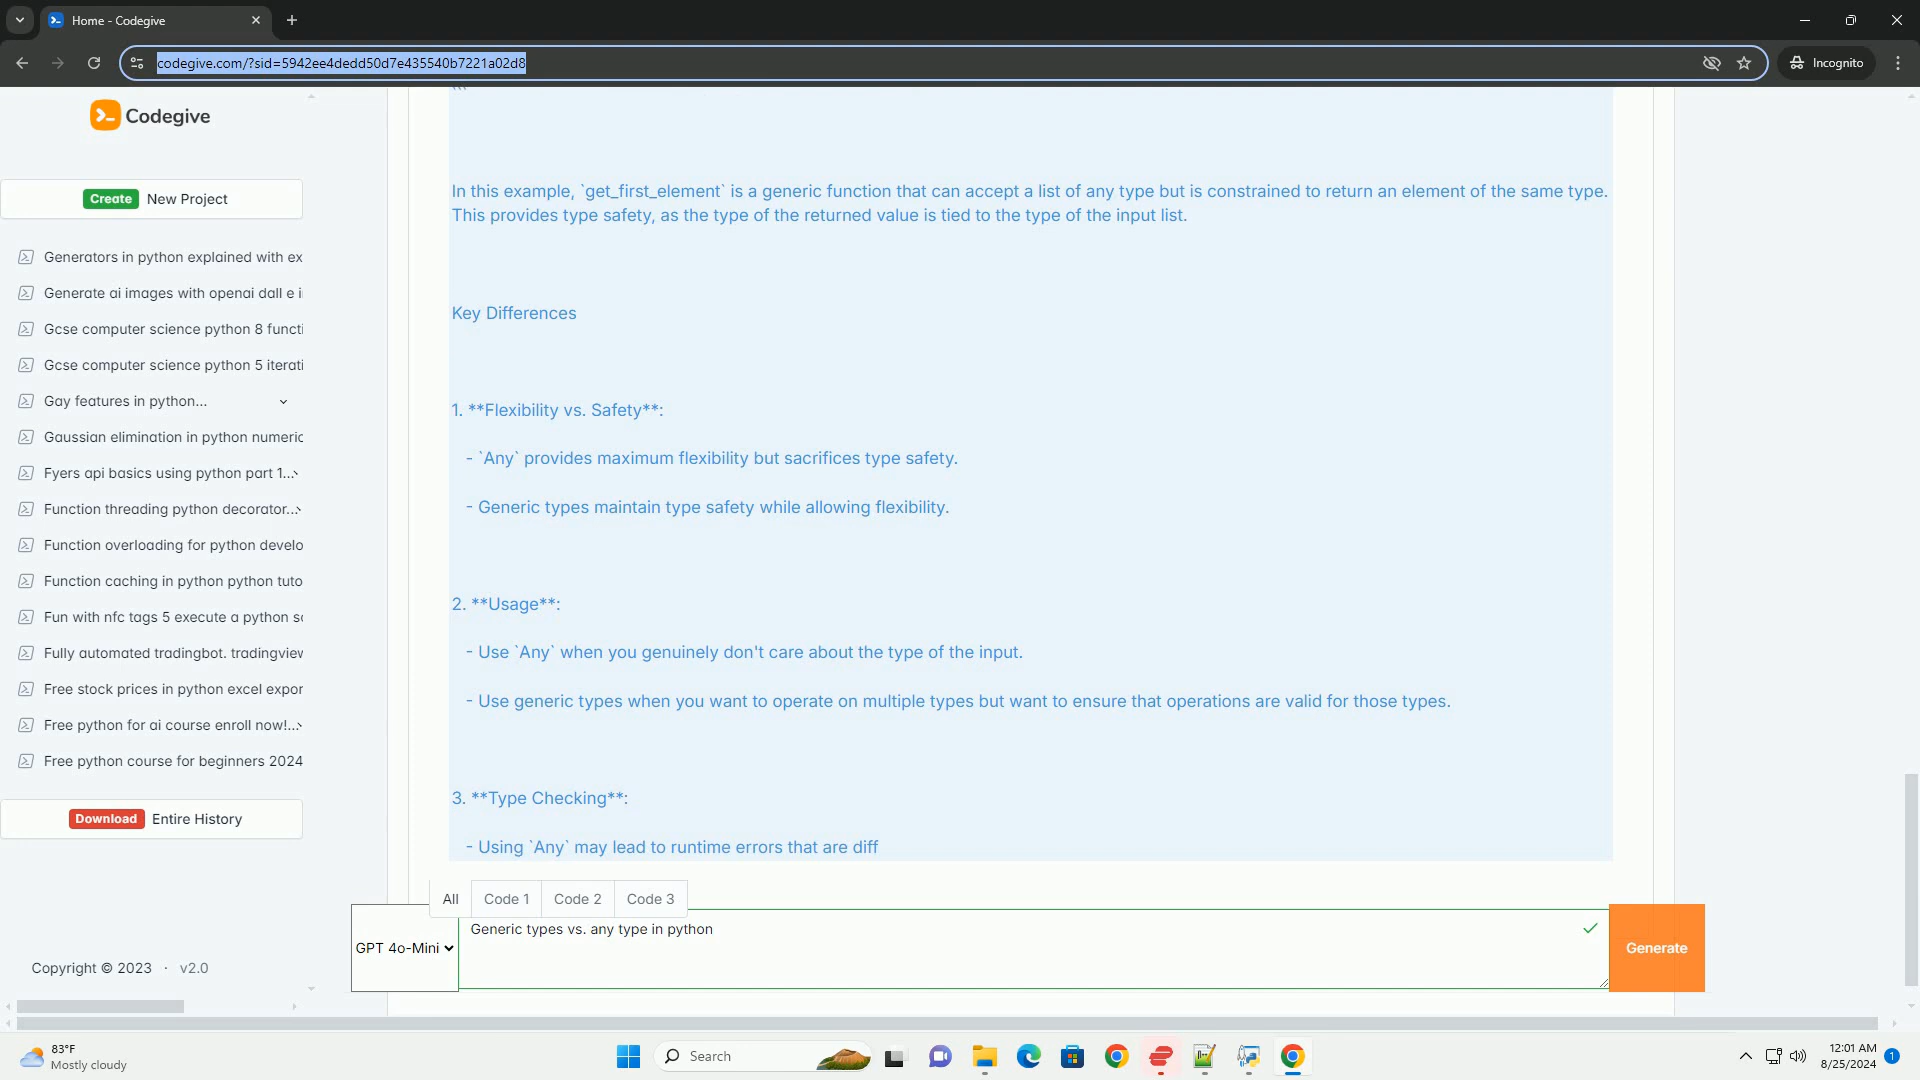 Home - Codegive
codegive.com/?sid=5942ee4dedd50d7e435540b7221a02d8
Incognito
Codegive
Create New Project
Generators in python explained with ex
Generate ai images with openai dall e i
Gcse computer science python 8 functi
Gcse computer science python 5 iterati
Gay features in python...
Gaussian elimination in python numeric
Fyers api basics using python part 1...
Function threading python decorator...
Function overloading for python develo
Function caching in python python tuto
Fun with nfc tags 5 execute a python sc
Fully automated tradingbot. tradingview
Free stock prices in python excel expor
Free python for ai course enroll now!...
Free python course for beginners 2024
Download Entire History
Copyright © 2023 · v2.0
In this example, `get_first_element` is a generic function that can accept a list of any type but is constrained to return an element of the same type.
This provides type safety, as the type of the returned value is tied to the type of the input list.
Key Differences
1. **Flexibility vs. Safety**:
- `Any` provides maximum flexibility but sacrifices type safety.
- Generic types maintain type safety while allowing flexibility.
2. **Usage**:
- Use `Any` when you genuinely don't care about the type of the input.
- Use generic types when you want to operate on multiple types but want to ensure that operations are valid for those types.
3. **Type Checking**:
- Using `Any` may lead to runtime errors that are diff
All Code 1 Code 2 Code 3
GPT 4o-Mini
Generic types vs. any type in python
Generate
83°F
Mostly cloudy
Search
12:01 AM
8/25/2024
1